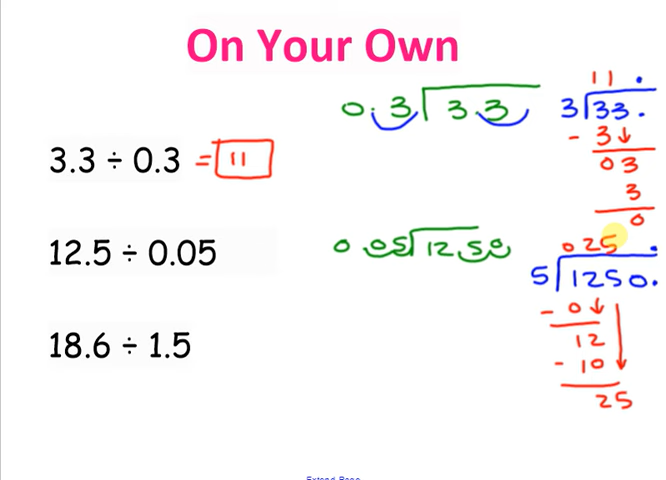 On Your Own
3.3 ÷ 0.3 = 11
0.3 3.3
3 33.
11 .
- 3 ↓
03
3
0
12.5 ÷ 0.05
0 05 12 50
025 .
5 1250.
- 0 ↓
12
- 10
25
18.6 ÷ 1.5